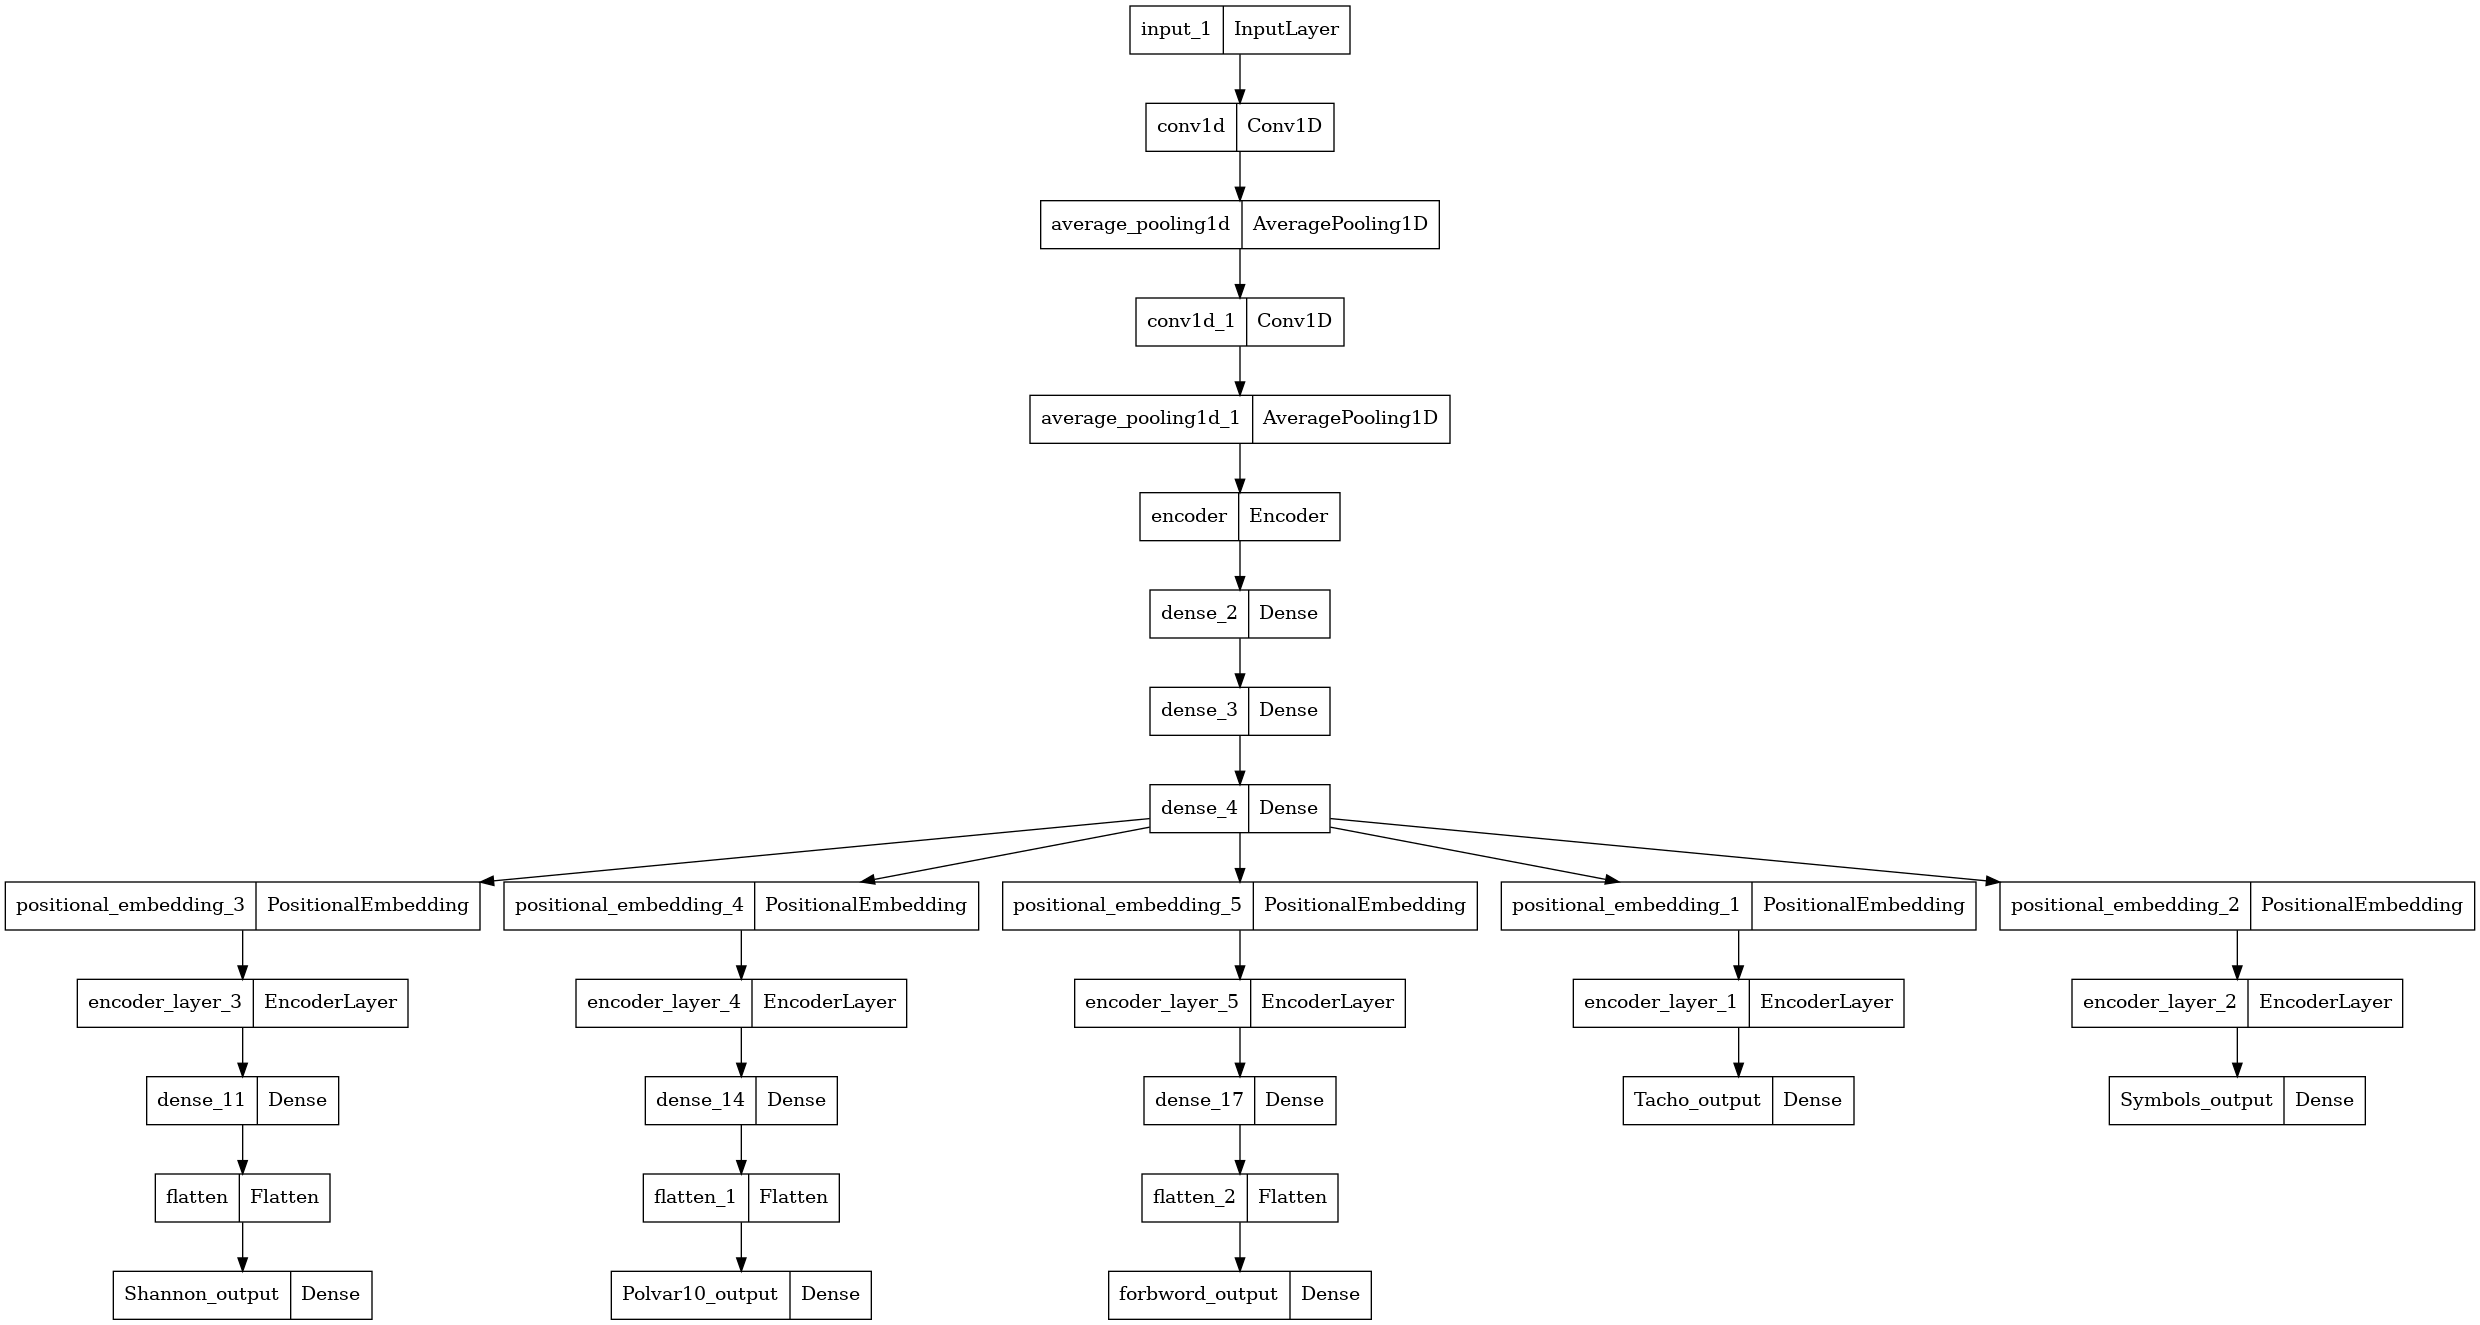 input_1 InputLayer
conv1d Conv1D
average_pooling1d AveragePooling1D
conv1d_1 Conv1D
average_pooling1d_1 AveragePooling1D
encoder Encoder
dense_2 Dense
dense_3 Dense
dense_4 Dense
positional_embedding_3 PositionalEmbedding positional_embedding_4 PositionalEmbedding positional_embedding_5 PositionalEmbedding positional_embedding_1 PositionalEmbedding positional_embedding_2 PositionalEmbedding
encoder_layer_3 EncoderLayer encoder_layer_4 EncoderLayer encoder_layer_5 EncoderLayer encoder_layer_1 EncoderLayer encoder_layer_2 EncoderLayer
dense_11 Dense dense_14 Dense dense_17 Dense Tacho_output Dense Symbols_output Dense
flatten Flatten flatten_1 Flatten flatten_2 Flatten
Shannon_output Dense Polvar10_output Dense forbword_output Dense